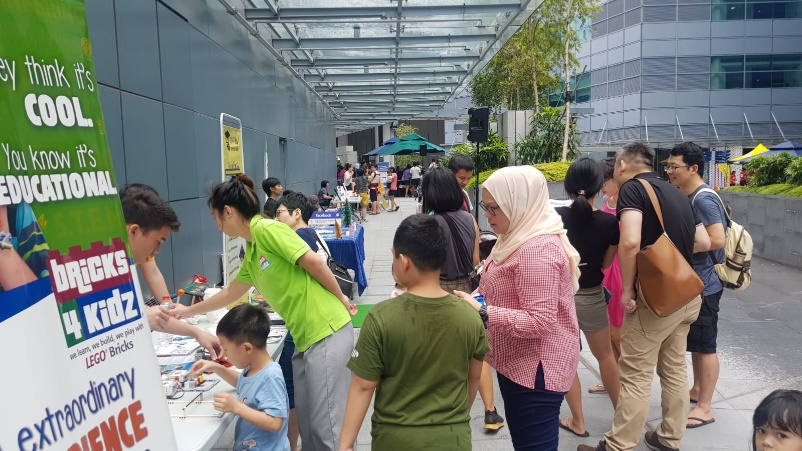 ey think it's
COOL.
You know it's
EDUCATIONAL
BRICKS
4 KIDZ
we learn, we build, we play with
LEGO® Bricks
extraordinary
facebook